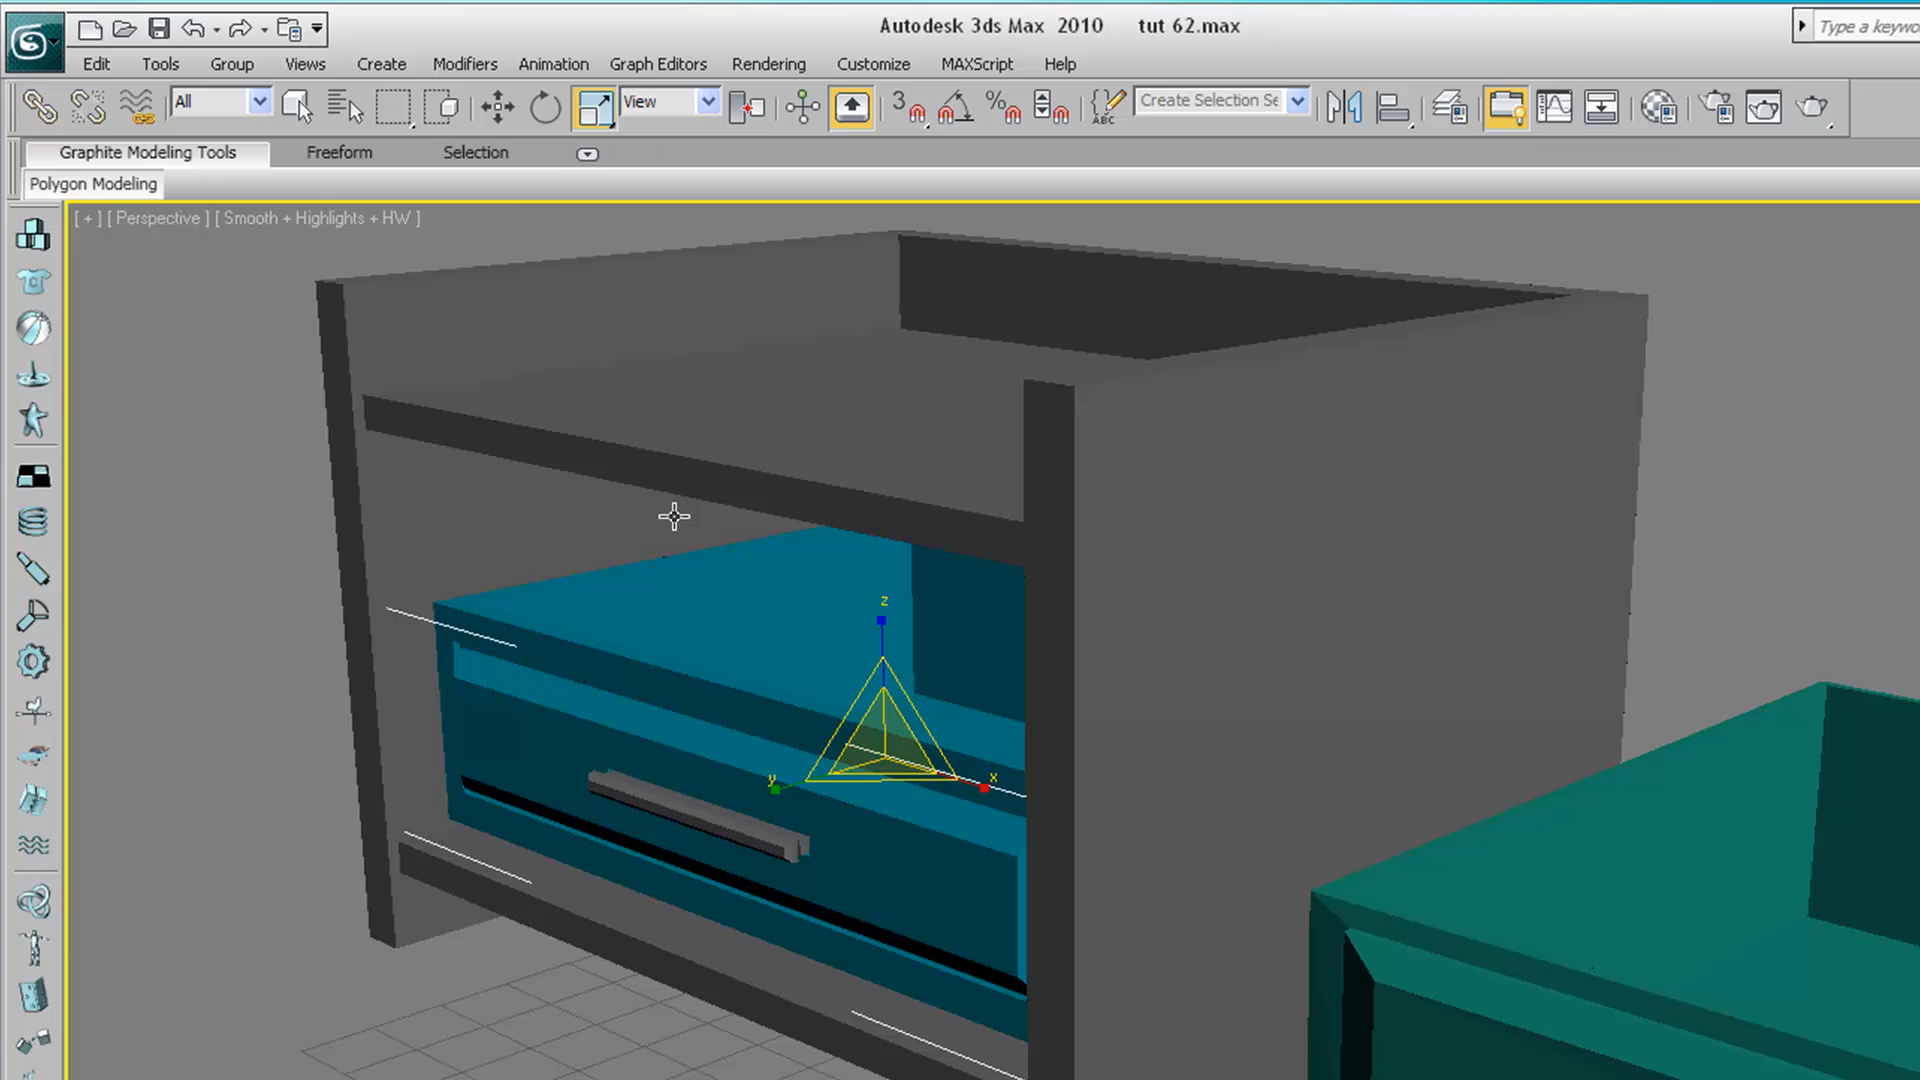 Autodesk 3ds Max 2010 tut 62.max
Type a keywo
Edit Tools Group Views Create Modifiers Animation Graph Editors Rendering Customize MAXScript Help
All View 3 % ABC Create Selection Se
Graphite Modeling Tools Freeform Selection
Polygon Modeling
[ + ] [ Perspective ] [ Smooth + Highlights + HW ]
z
y
x